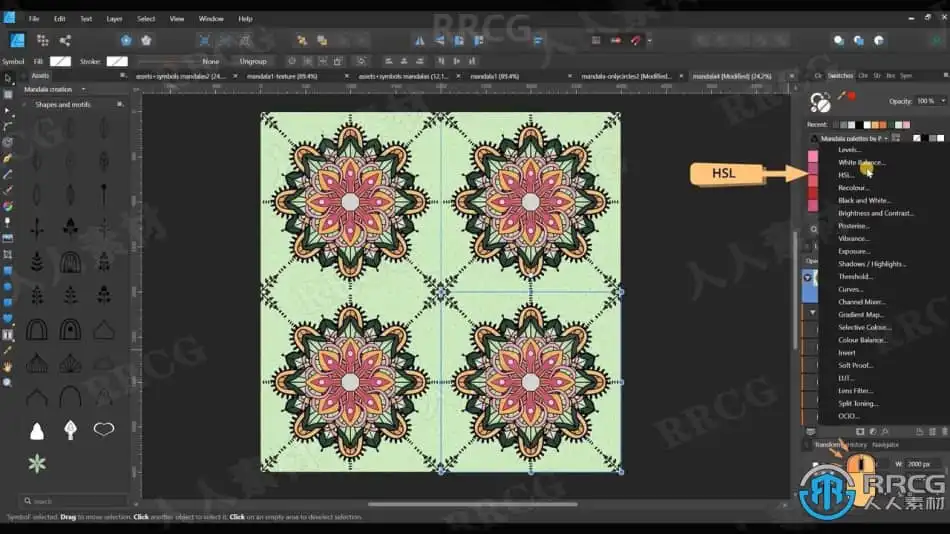 File Edit Text Layer Select View Window Help
Symbol Fill: Stroke: None Ungroup
Assets
assets+symbols mandalas2 (24.
mandala1-texture (89.4%)
assets+symbols mandalas (12.
mandala1 (89.4%)
mandala-onlycircles2 [Modified]
mandala4 [Modified] (24.2%)
Swatches Chr Str Box Sym
Mandala creation
Shapes and motifs
Opacity: 100 %
Recent:
Mandala palettes by P
Levels...
White Balance...
HSL
HSL...
Recolour...
Black and White...
Brightness and Contrast...
Posterise...
Vibrance...
Exposure...
Shadows / Highlights...
Threshold...
Curves...
Channel Mixer...
Gradient Map...
Selective Colour...
Colour Balance...
Invert
Soft Proof...
LUT...
Lens Filter...
Split Toning...
OCIO...
Transform History Navigator
W: 2000 px
Search
'Symbol' selected. Drag to move selection. Click another object to select it. Click on an empty area to deselect selection.
RRCG
人人素材